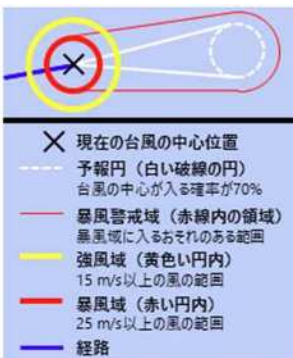 現在の台風の中心位置
予報円（白い破線の円）
台風の中心が入る確率が70%
暴風警戒域（赤線内の領域）
暴風域に入るおそれのある範囲
強風域（黄色い円内）
15 m/s以上の風の範囲
暴風域（赤い円内）
25 m/s以上の風の範囲
経路